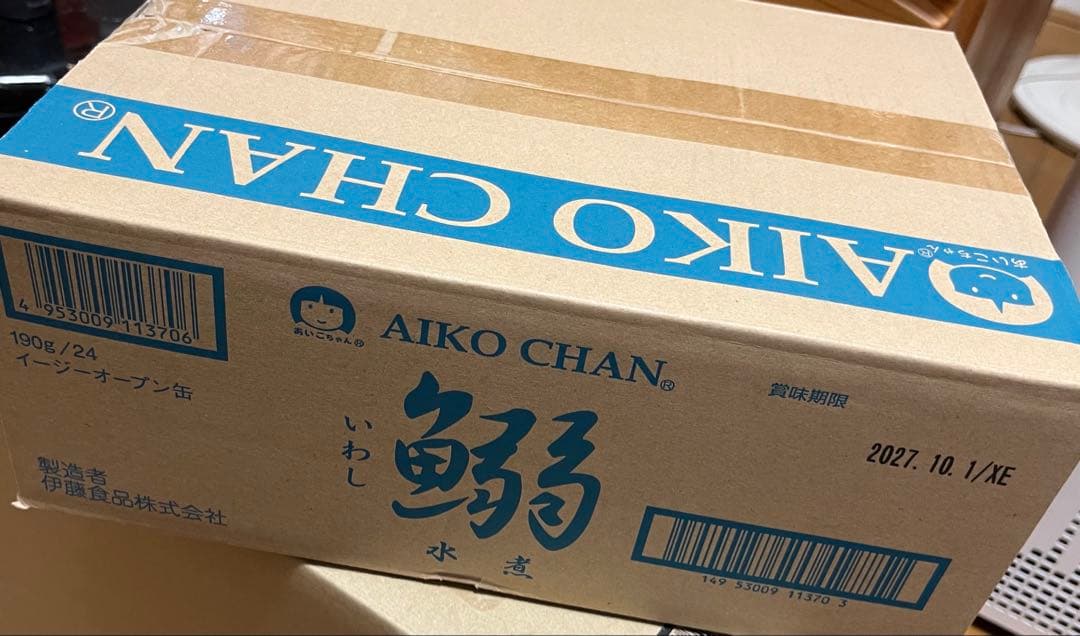 AIKO CHAN®
あいこちゃん®
4 953009 113706
190g/24
イージーオープン缶
製造者
伊藤食品株式会社
あいこちゃん®
AIKO CHAN®
いわし
鰯
水煮
賞味期限
2027.10.1/XE
149 53009 11370 3